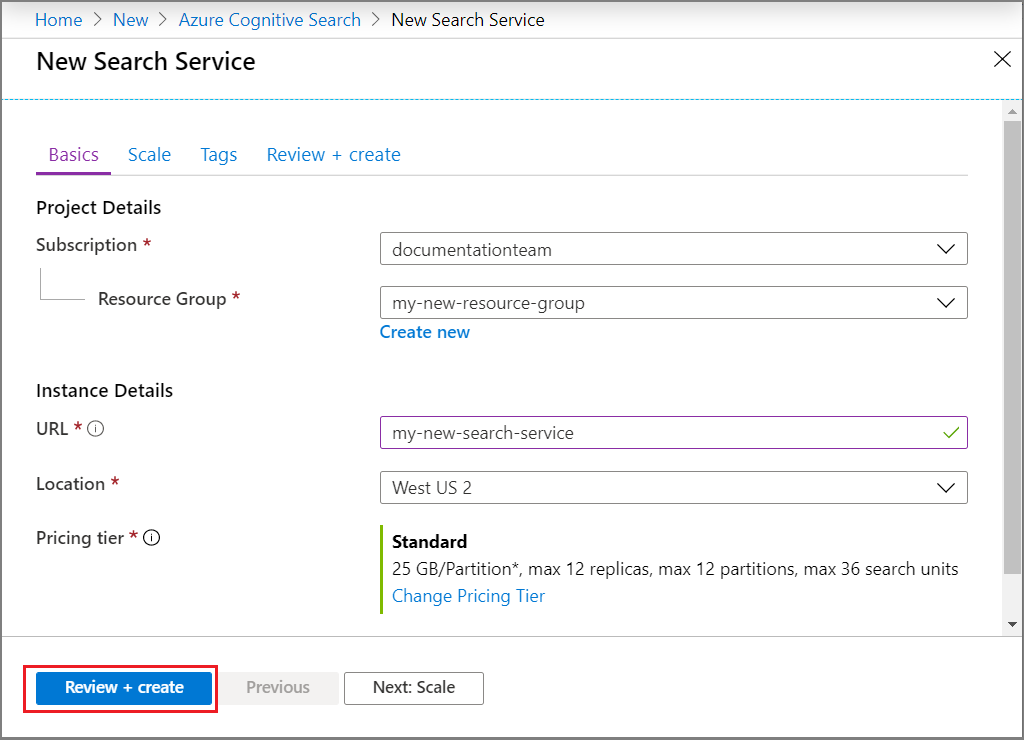 Home > New > Azure Cognitive Search > New Search Service
New Search Service
Basics Scale Tags Review + create
Project Details
Subscription *
documentationteam
Resource Group *
my-new-resource-group
Create new
Instance Details
URL *
my-new-search-service
Location *
West US 2
Pricing tier *
Standard
25 GB/Partition*, max 12 replicas, max 12 partitions, max 36 search units
Change Pricing Tier
Review + create Previous Next: Scale